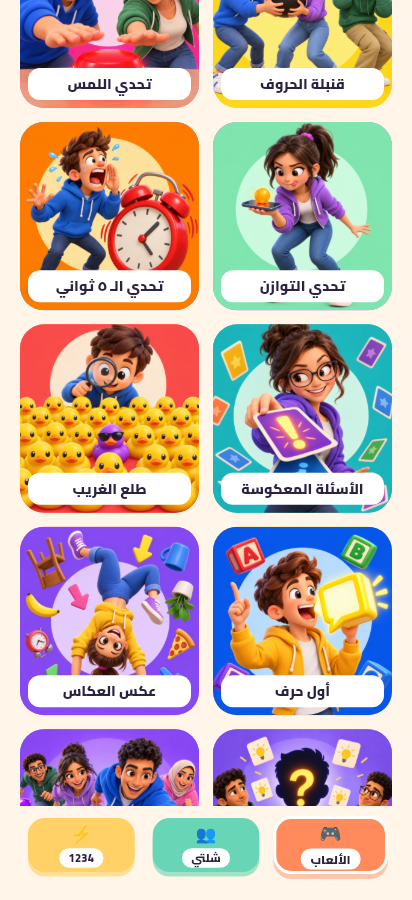 قنبلة الحروف
تحدي اللمس
تحدي التوازن
تحدي الـ ٥ ثواني
!
الأسئلة المعكوسة
طلع الغريب
A
B
أول حرف
عكس العكاس
?
الألعاب
شلتي
1234